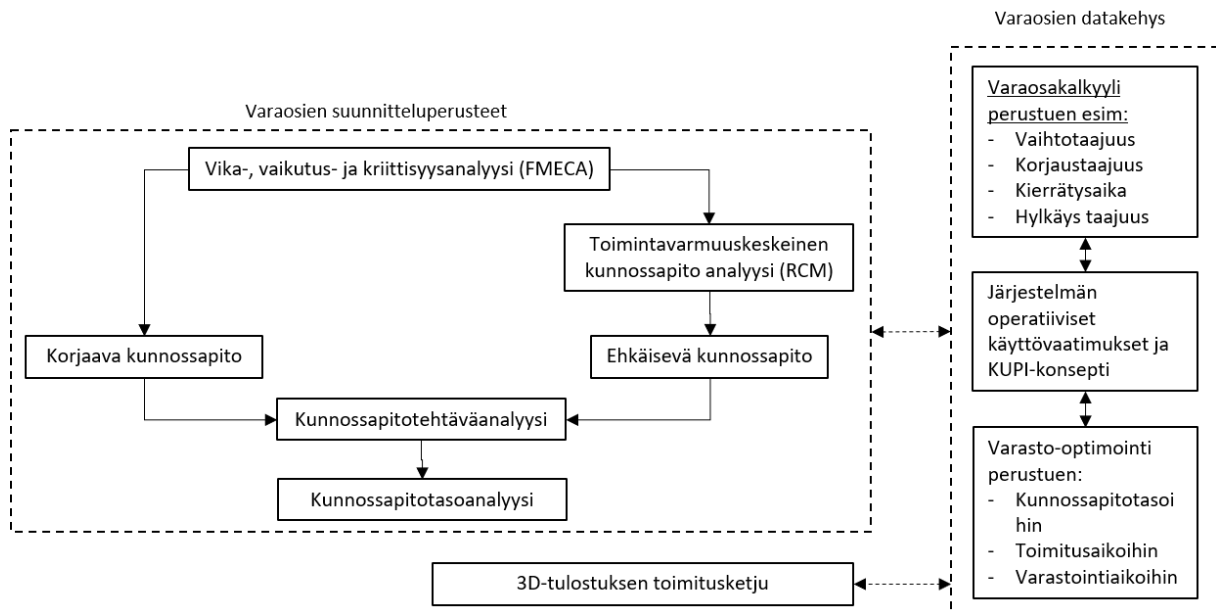 Varaosien datakehys
Varaosien suunnitteluperusteet
Vika-, vaikutus- ja kriittisyysanalyysi (FMECA)
Toimintavarmuuskeskeinen
kunnossapito analyysi (RCM)
Korjaava kunnossapito
Ehkäisevä kunnossapito
Kunnossapitotehtäväanalyysi
Kunnossapitotasoanalyysi
3D-tulostuksen toimitusketju
Varaosakalkyyli
perustuen esim:
- Vaihtotaajuus
- Korjaustaajuus
- Kierrätysaika
- Hylkäys taajuus
Järjestelmän
operatiiviset
käyttövaatimukset ja
KUPI-konsepti
Varasto-optimointi
perustuen:
- Kunnossapitotasoi
hin
- Toimitusaikoihin
- Varastointiaikoihin